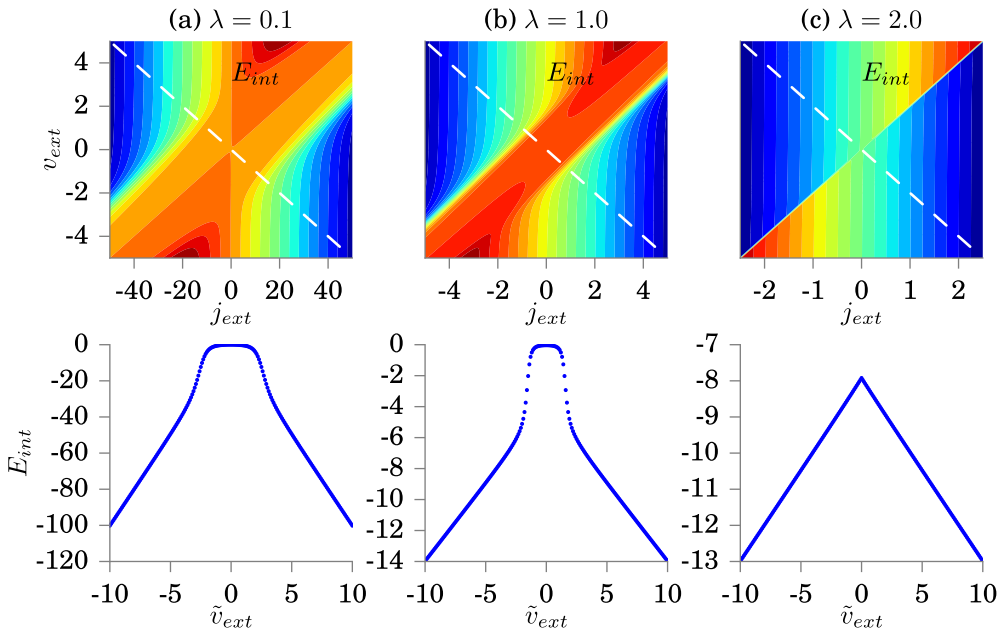 (a) λ = 0.1
(b) λ = 1.0
(c) λ = 2.0
4
2
0
-2
-4
v_ext
E_int
E_int
E_int
-40 -20 0 20 40
-4 -2 0 2 4
-2 -1 0 1 2
j_ext
j_ext
j_ext
0
-20
-40
-60
-80
-100
-120
E_int
0
-2
-4
-6
-8
-10
-12
-14
-7
-8
-9
-10
-11
-12
-13
-10 -5 0 5 10
-10 -5 0 5 10
-10 -5 0 5 10
ṽ_ext
ṽ_ext
ṽ_ext